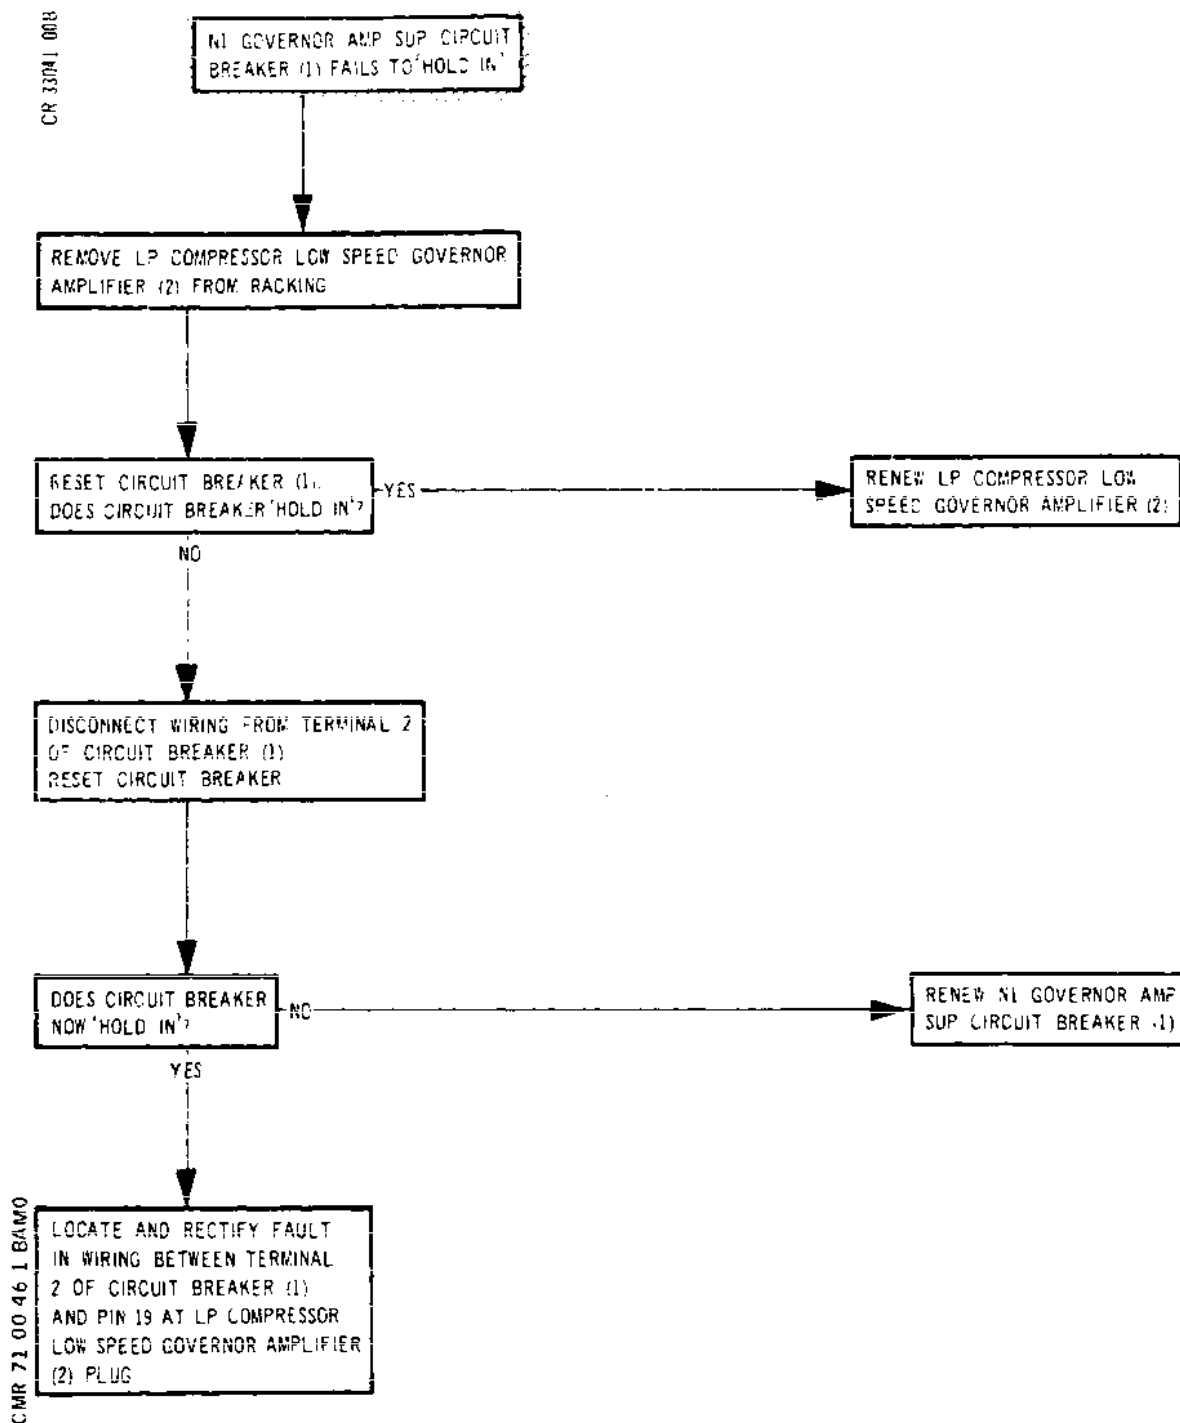 CR 33041 00B
N1 GOVERNOR AMP SUP CIRCUIT
BREAKER (1) FAILS TO 'HOLD IN'
REMOVE LP COMPRESSOR LOW SPEED GOVERNOR
AMPLIFIER (2) FROM RACKING
RESET CIRCUIT BREAKER (1).
DOES CIRCUIT BREAKER 'HOLD IN'?
YES
RENEW LP COMPRESSOR LOW
SPEED GOVERNOR AMPLIFIER (2)
NO
DISCONNECT WIRING FROM TERMINAL 2
OF CIRCUIT BREAKER (1)
RESET CIRCUIT BREAKER
DOES CIRCUIT BREAKER
NOW 'HOLD IN'?
NO
RENEW N1 GOVERNOR AMP
SUP CIRCUIT BREAKER (1)
YES
LOCATE AND RECTIFY FAULT
IN WIRING BETWEEN TERMINAL
2 OF CIRCUIT BREAKER (1)
AND PIN 19 AT LP COMPRESSOR
LOW SPEED GOVERNOR AMPLIFIER
(2) PLUG
CMR 71 00 46 1 BAM0